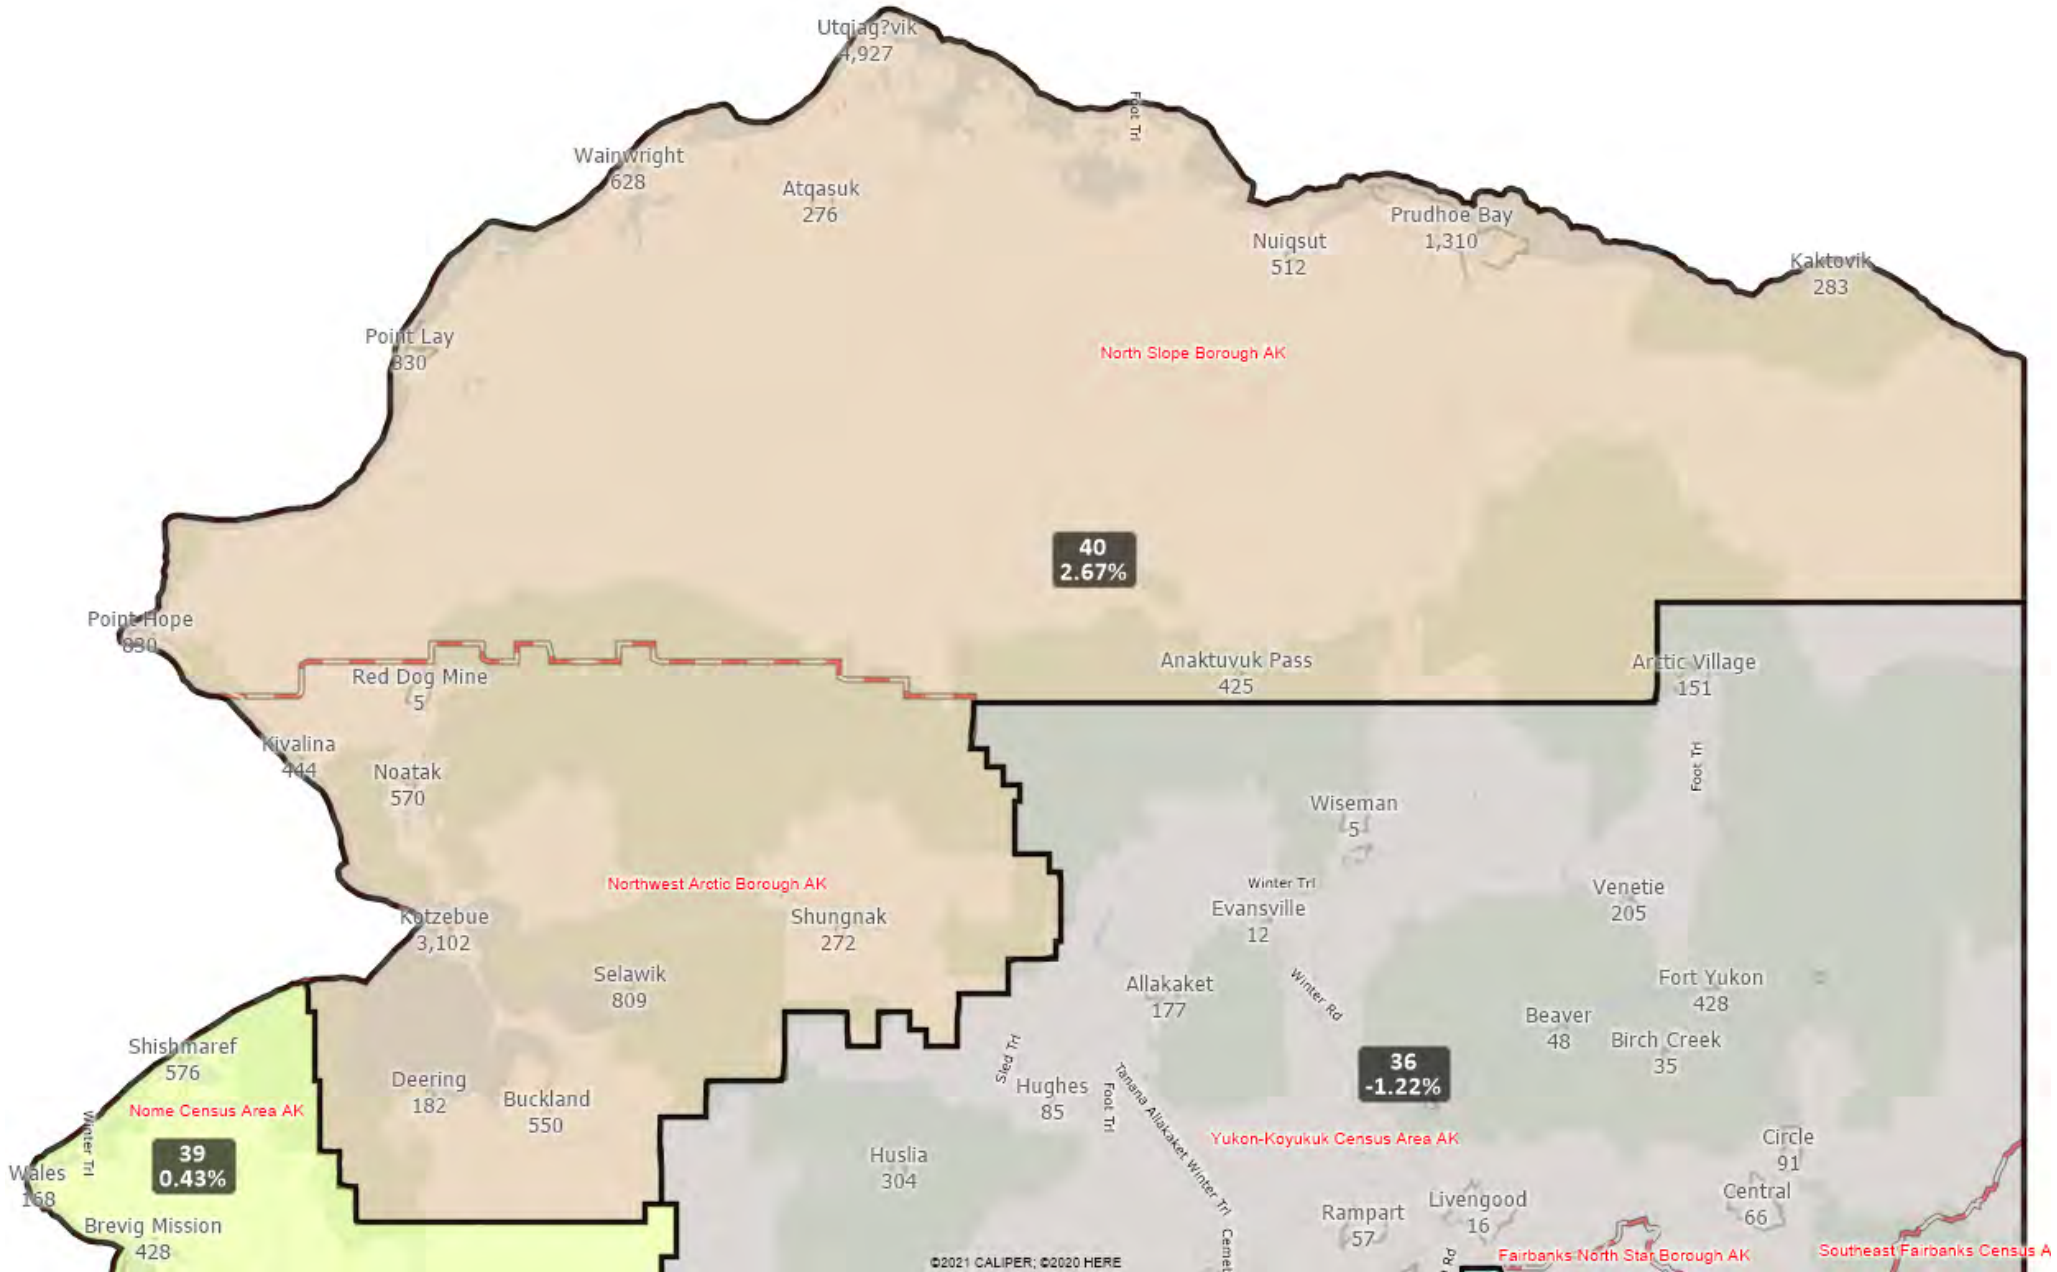 Utqiaġ?vik
4,927
Foot Trl
Wainwright
628
Atqasuk
276
Prudhoe Bay
1,310
Nuiqsut
512
Kaktovik
283
Point Lay
330
North Slope Borough AK
40
2.67%
Point Hope
830
Anaktuvuk Pass
425
Arctic Village
151
Red Dog Mine
5
Kivalina
444
Noatak
570
Foot Trl
Wiseman
5
Northwest Arctic Borough AK
Winter Trl
Venetie
205
Kotzebue
3,102
Shungnak
272
Evansville
12
Selawik
809
Allakaket
177
Winter Rd
Fort Yukon
428
Beaver
48
Birch Creek
35
Shishmaref
576
Sled Trl
36
-1.22%
Deering
182
Buckland
550
Hughes
85
Foot Trl
Tanana Allakaket Winter Trl
Nome Census Area AK
Winter Trl
39
0.43%
Yukon-Koyukuk Census Area AK
Circle
91
Huslia
304
Wales
168
Central
66
Livengood
16
Rampart
57
Brevig Mission
428
Cemet
Rd
Fairbanks North Star Borough AK
Southeast Fairbanks Census A
©2021 CALIPER; ©2020 HERE